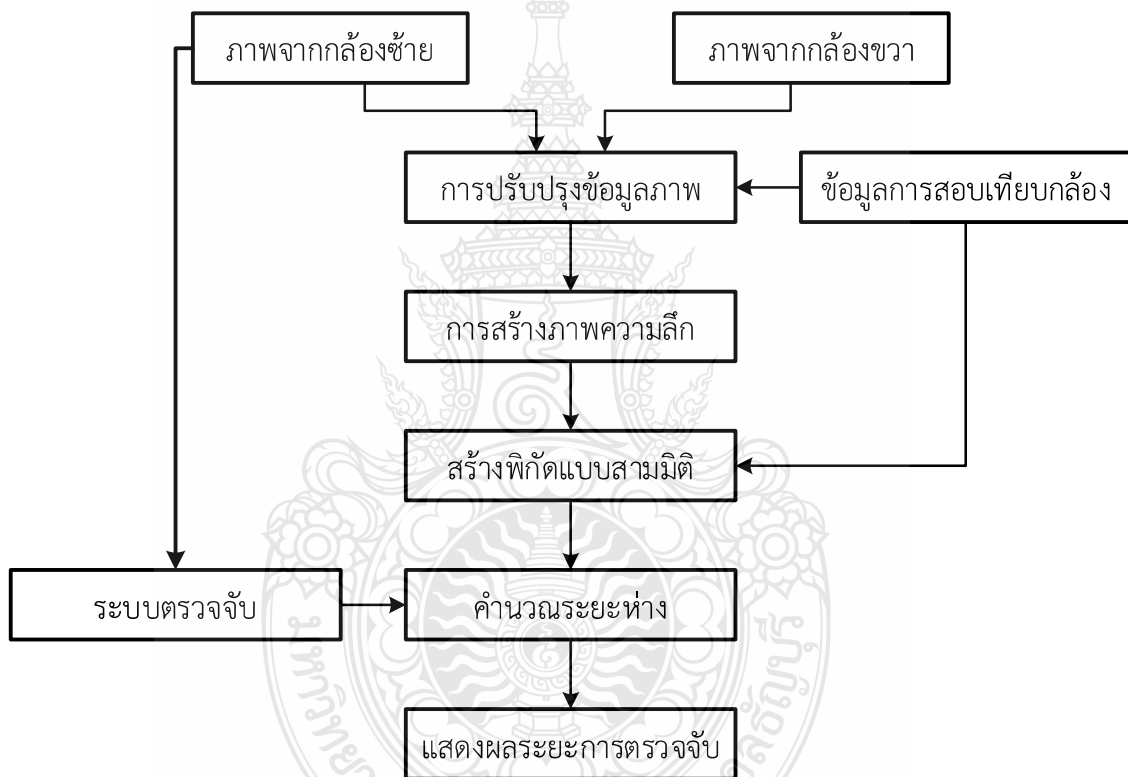 ภาพจากกล้องซ้าย
ภาพจากกล้องขวา
การปรับปรุงข้อมูลภาพ
ข้อมูลการสอบเทียบกล้อง
การสร้างภาพความลึก
สร้างพิกัดแบบสามมิติ
ระบบตรวจจับ
คำนวณระยะห่าง
แสดงผลระยะการตรวจจับ